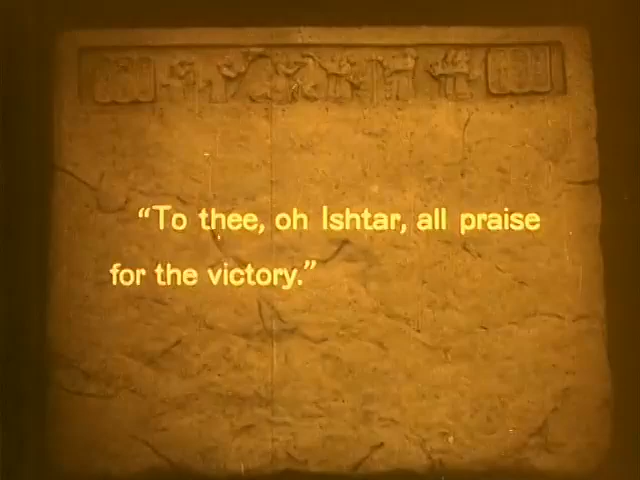 “To thee, oh Ishtar, all praise
for the victory.”